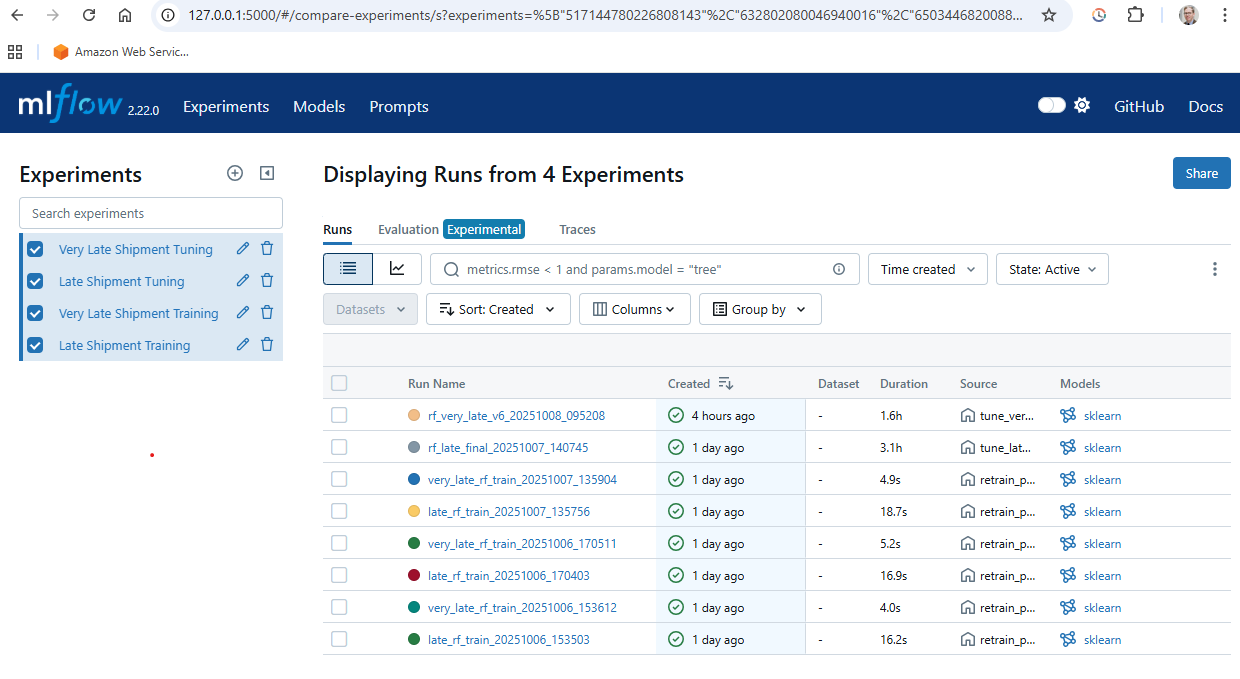 127.0.0.1:5000/#/compare-experiments/s?experiments=%5B"517144780226808143"%2C"632802080046940016"%2C"6503446820088...
Amazon Web Servic...
mlflow 2.22.0 Experiments Models Prompts GitHub Docs
Experiments
Search experiments
Very Late Shipment Tuning
Late Shipment Tuning
Very Late Shipment Training
Late Shipment Training
Displaying Runs from 4 Experiments
Share
Runs Evaluation Experimental Traces
metrics.rmse < 1 and params.model = "tree" Time created State: Active
Datasets Sort: Created Columns Group by
Run Name Created Dataset Duration Source Models
rf_very_late_v6_20251008_095208 4 hours ago - 1.6h tune_ver... sklearn
rf_late_final_20251007_140745 1 day ago - 3.1h tune_lat... sklearn
very_late_rf_train_20251007_135904 1 day ago - 4.9s retrain_p... sklearn
late_rf_train_20251007_135756 1 day ago - 18.7s retrain_p... sklearn
very_late_rf_train_20251006_170511 1 day ago - 5.2s retrain_p... sklearn
late_rf_train_20251006_170403 1 day ago - 16.9s retrain_p... sklearn
very_late_rf_train_20251006_153612 1 day ago - 4.0s retrain_p... sklearn
late_rf_train_20251006_153503 1 day ago - 16.2s retrain_p... sklearn